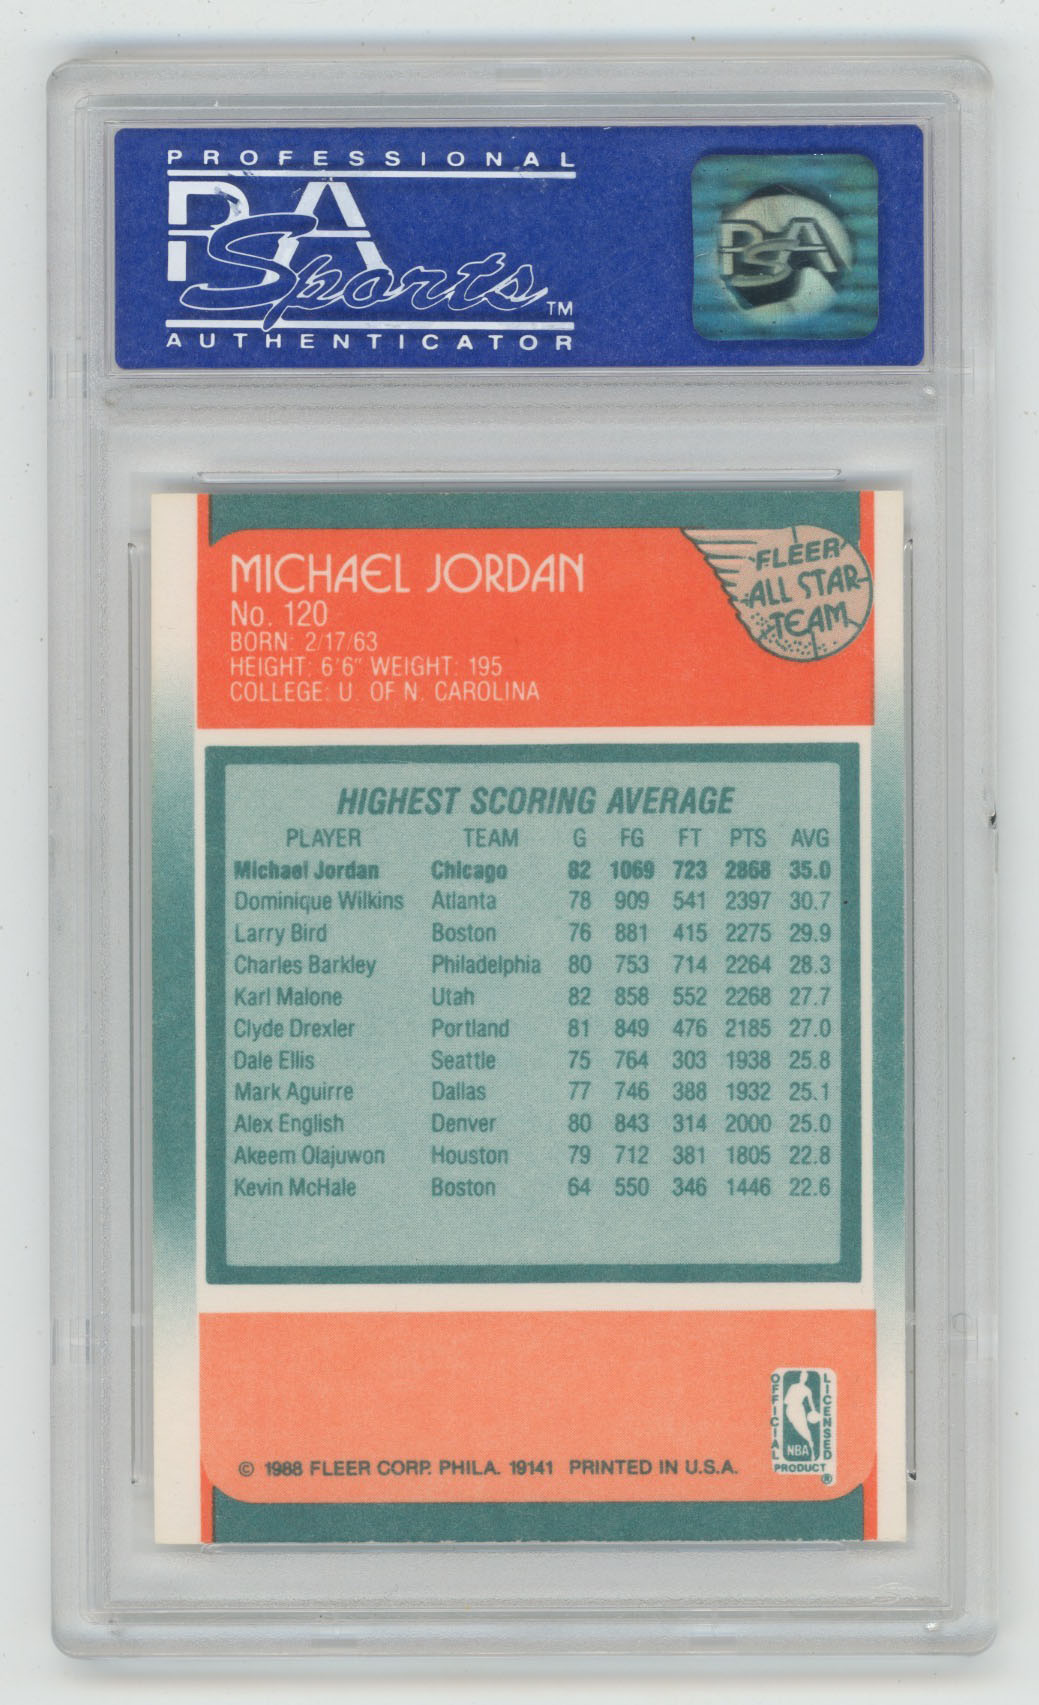 PROFESSIONAL
PSA
Sports
TM
AUTHENTICATOR
PSA
MICHAEL JORDAN
No. 120
BORN: 2/17/63
HEIGHT: 6'6" WEIGHT: 195
COLLEGE: U. OF N. CAROLINA
FLEER
ALL STAR
TEAM
HIGHEST SCORING AVERAGE
PLAYER TEAM G FG FT PTS AVG
Michael Jordan Chicago 82 1069 723 2868 35.0
Dominique Wilkins Atlanta 78 909 541 2397 30.7
Larry Bird Boston 76 881 415 2275 29.9
Charles Barkley Philadelphia 80 753 714 2264 28.3
Karl Malone Utah 82 858 552 2268 27.7
Clyde Drexler Portland 81 849 476 2185 27.0
Dale Ellis Seattle 75 764 303 1938 25.8
Mark Aguirre Dallas 77 746 388 1932 25.1
Alex English Denver 80 843 314 2000 25.0
Akeem Olajuwon Houston 79 712 381 1805 22.8
Kevin McHale Boston 64 550 346 1446 22.6
OFFICIAL LICENSED
NBA
PRODUCT
®
© 1988 FLEER CORP. PHILA. 19141 PRINTED IN U.S.A.